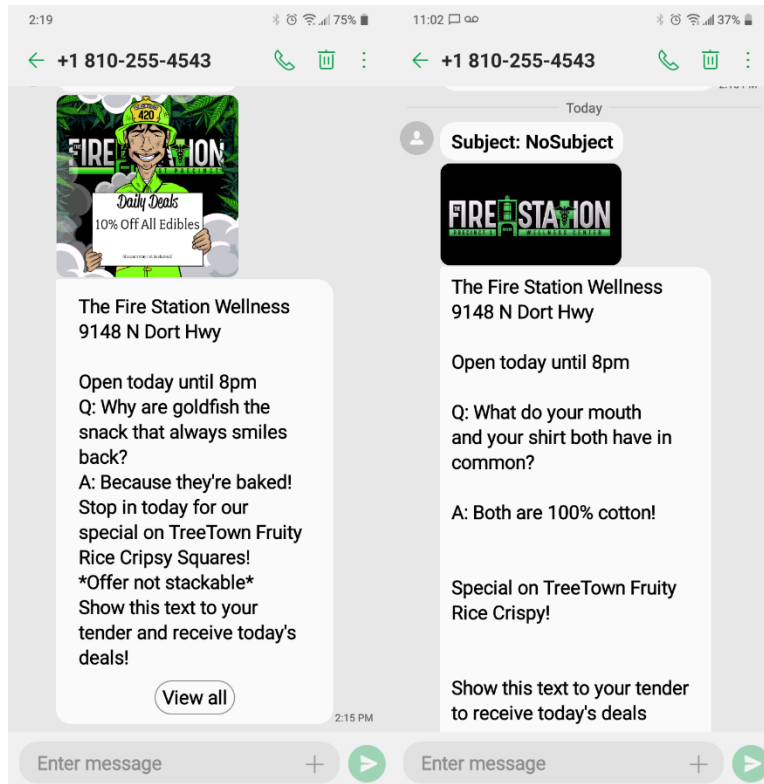 2:19
75%
+1 810-255-4543
420
THE
FIRE STATION
Daily Deals
10% Off All Edibles
The Fire Station Wellness
9148 N Dort Hwy
Open today until 8pm
Q: Why are goldfish the
snack that always smiles
back?
A: Because they're baked!
Stop in today for our
special on TreeTown Fruity
Rice Cripsy Squares!
*Offer not stackable*
Show this text to your
tender and receive today's
deals!
View all
2:15 PM
Enter message
11:02
37%
+1 810-255-4543
Today
Subject: NoSubject
THE
FIRE STATION
WELLNESS CENTER
The Fire Station Wellness
9148 N Dort Hwy
Open today until 8pm
Q: What do your mouth
and your shirt both have in
common?
A: Both are 100% cotton!
Special on TreeTown Fruity
Rice Crispy!
Show this text to your tender
to receive today's deals
Enter message